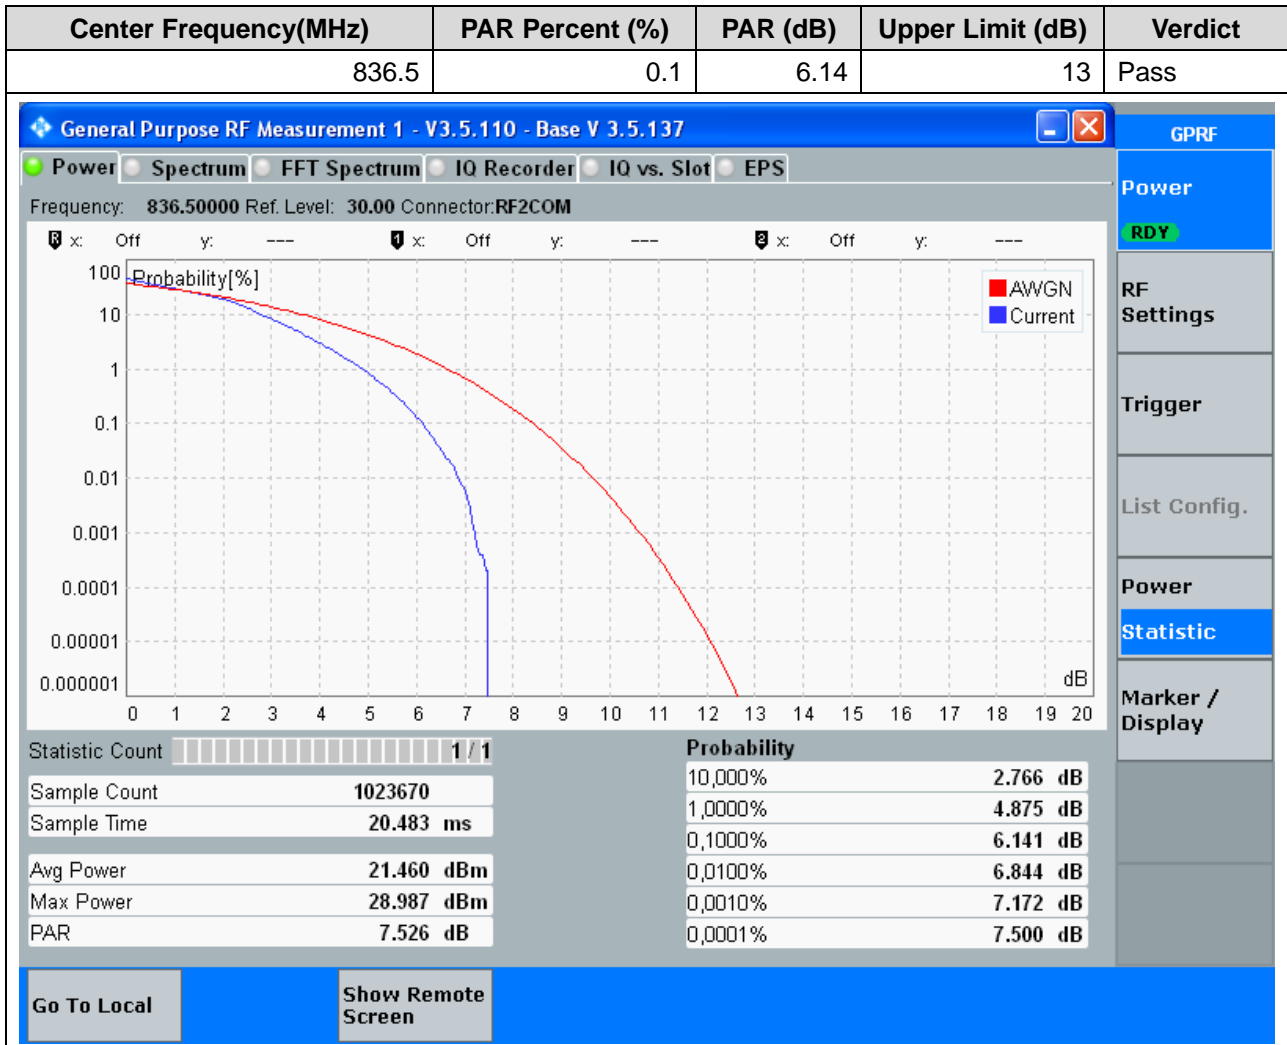 Center Frequency(MHz) PAR Percent (%) PAR (dB) Upper Limit (dB) Verdict
836.5 0.1 6.14 13 Pass
General Purpose RF Measurement 1 - V3.5.110 - Base V 3.5.137
GPRF
Power Spectrum FFT Spectrum IQ Recorder IQ vs. Slot EPS
Frequency: 836.50000 Ref. Level: 30.00 Connector:RF2COM
R x: Off y: --- 1 x: Off y: --- 2 x: Off y: ---
Probability[%]
100
10
1
0.1
0.01
0.001
0.0001
0.00001
0.000001
AWGN
Current
dB
0 1 2 3 4 5 6 7 8 9 10 11 12 13 14 15 16 17 18 19 20
Statistic Count 1 / 1
Sample Count 1023670
Sample Time 20.483 ms
Avg Power 21.460 dBm
Max Power 28.987 dBm
PAR 7.526 dB
Probability
10,000% 2.766 dB
1,0000% 4.875 dB
0,1000% 6.141 dB
0,0100% 6.844 dB
0,0010% 7.172 dB
0,0001% 7.500 dB
Power
RDY
RF
Settings
Trigger
List Config.
Power
Statistic
Marker /
Display
Go To Local
Show Remote
Screen